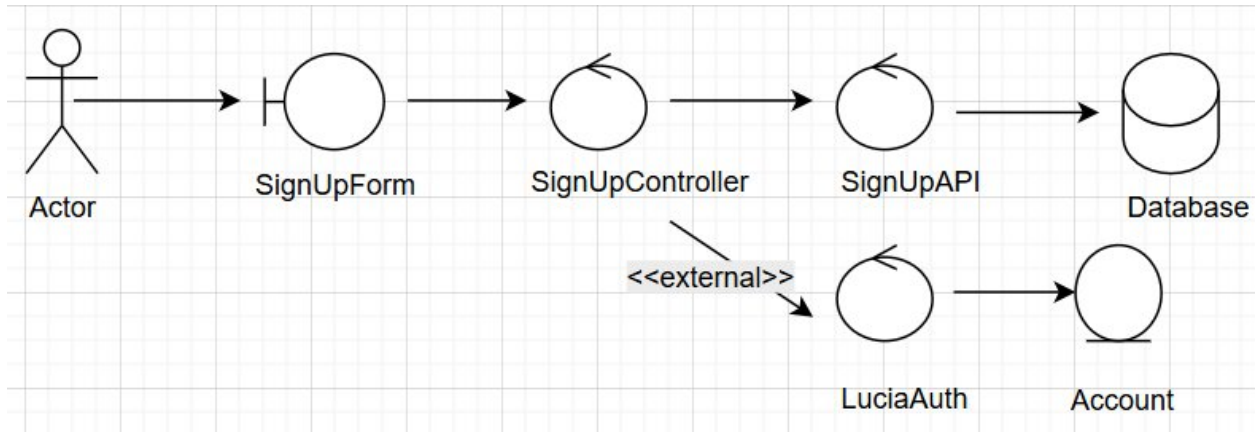 Actor
SignUpForm
SignUpController
SignUpAPI
Database
<<external>>
LuciaAuth
Account